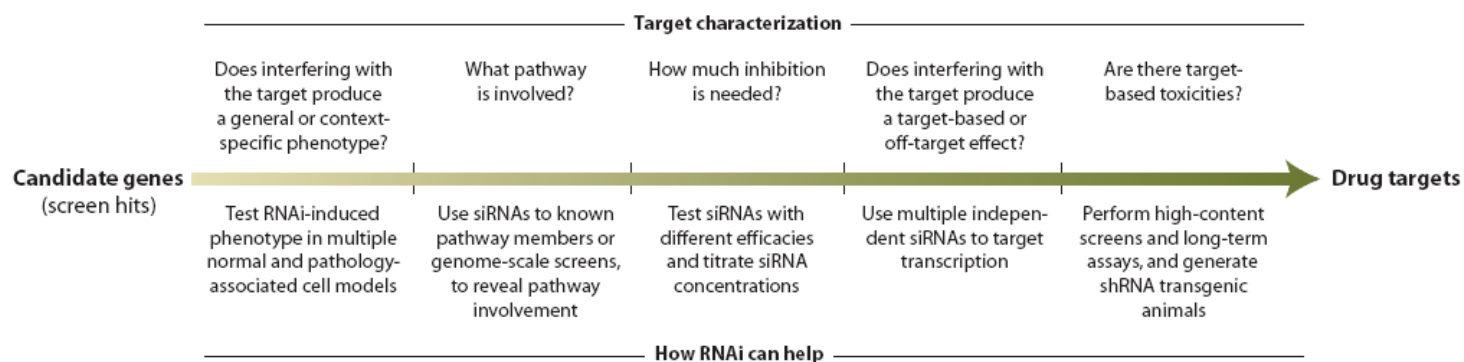 Target characterization
Does interfering with
the target produce
a general or context-
specific phenotype?
What pathway
is involved?
How much inhibition
is needed?
Does interfering with
the target produce
a target-based or
off-target effect?
Are there target-
based toxicities?
Candidate genes
(screen hits)
Drug targets
Test RNAi-induced
phenotype in multiple
normal and pathology-
associated cell models
Use siRNAs to known
pathway members or
genome-scale screens,
to reveal pathway
involvement
Test siRNAs with
different efficacies
and titrate siRNA
concentrations
Use multiple indepen-
dent siRNAs to target
transcription
Perform high-content
screens and long-term
assays, and generate
shRNA transgenic
animals
How RNAi can help